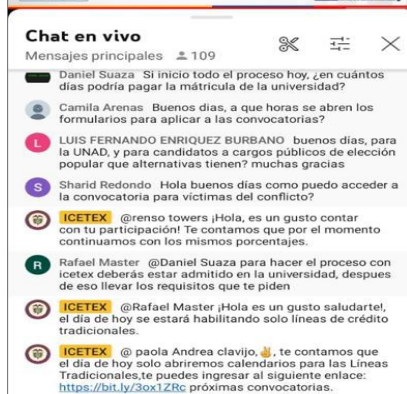 Chat en vivo
Mensajes principales 109
Daniel Suaza Si inicio todo el proceso hoy, ¿en cuántos
días podría pagar la mátricula de la universidad?
Camila Arenas Buenos dias, a que horas se abren los
formularios para aplicar a las convocatorias?
L LUIS FERNANDO ENRIQUEZ BURBANO buenos días, para
la UNAD, y para candidatos a cargos públicos de elección
popular que alternativas tienen? muchas gracias
S Sharid Redondo Hola buenos días como puedo acceder a
la convocatoria para víctimas del conflicto?
ICETEX @renso towers ¡Hola, es un gusto contar
con tu participación! Te contamos que por el momento
continuamos con los mismos porcentajes.
R Rafael Master @Daniel Suaza para hacer el proceso con
icetex deberás estar admitido en la universidad, despues
de eso llevar los requisitos que te piden
ICETEX @Rafael Master ¡Hola es un gusto saludarte!,
el día de hoy se estará habilitando solo líneas de crédito
tradicionales.
ICETEX @ paola Andrea clavijo,✌️, te contamos que
el dia de hoy solo abriremos calendarios para las Líneas
Tradicionales,te puedes ingresar al siguiente enlace:
https://bit.ly/3ox1ZRc próximas convocatorias.